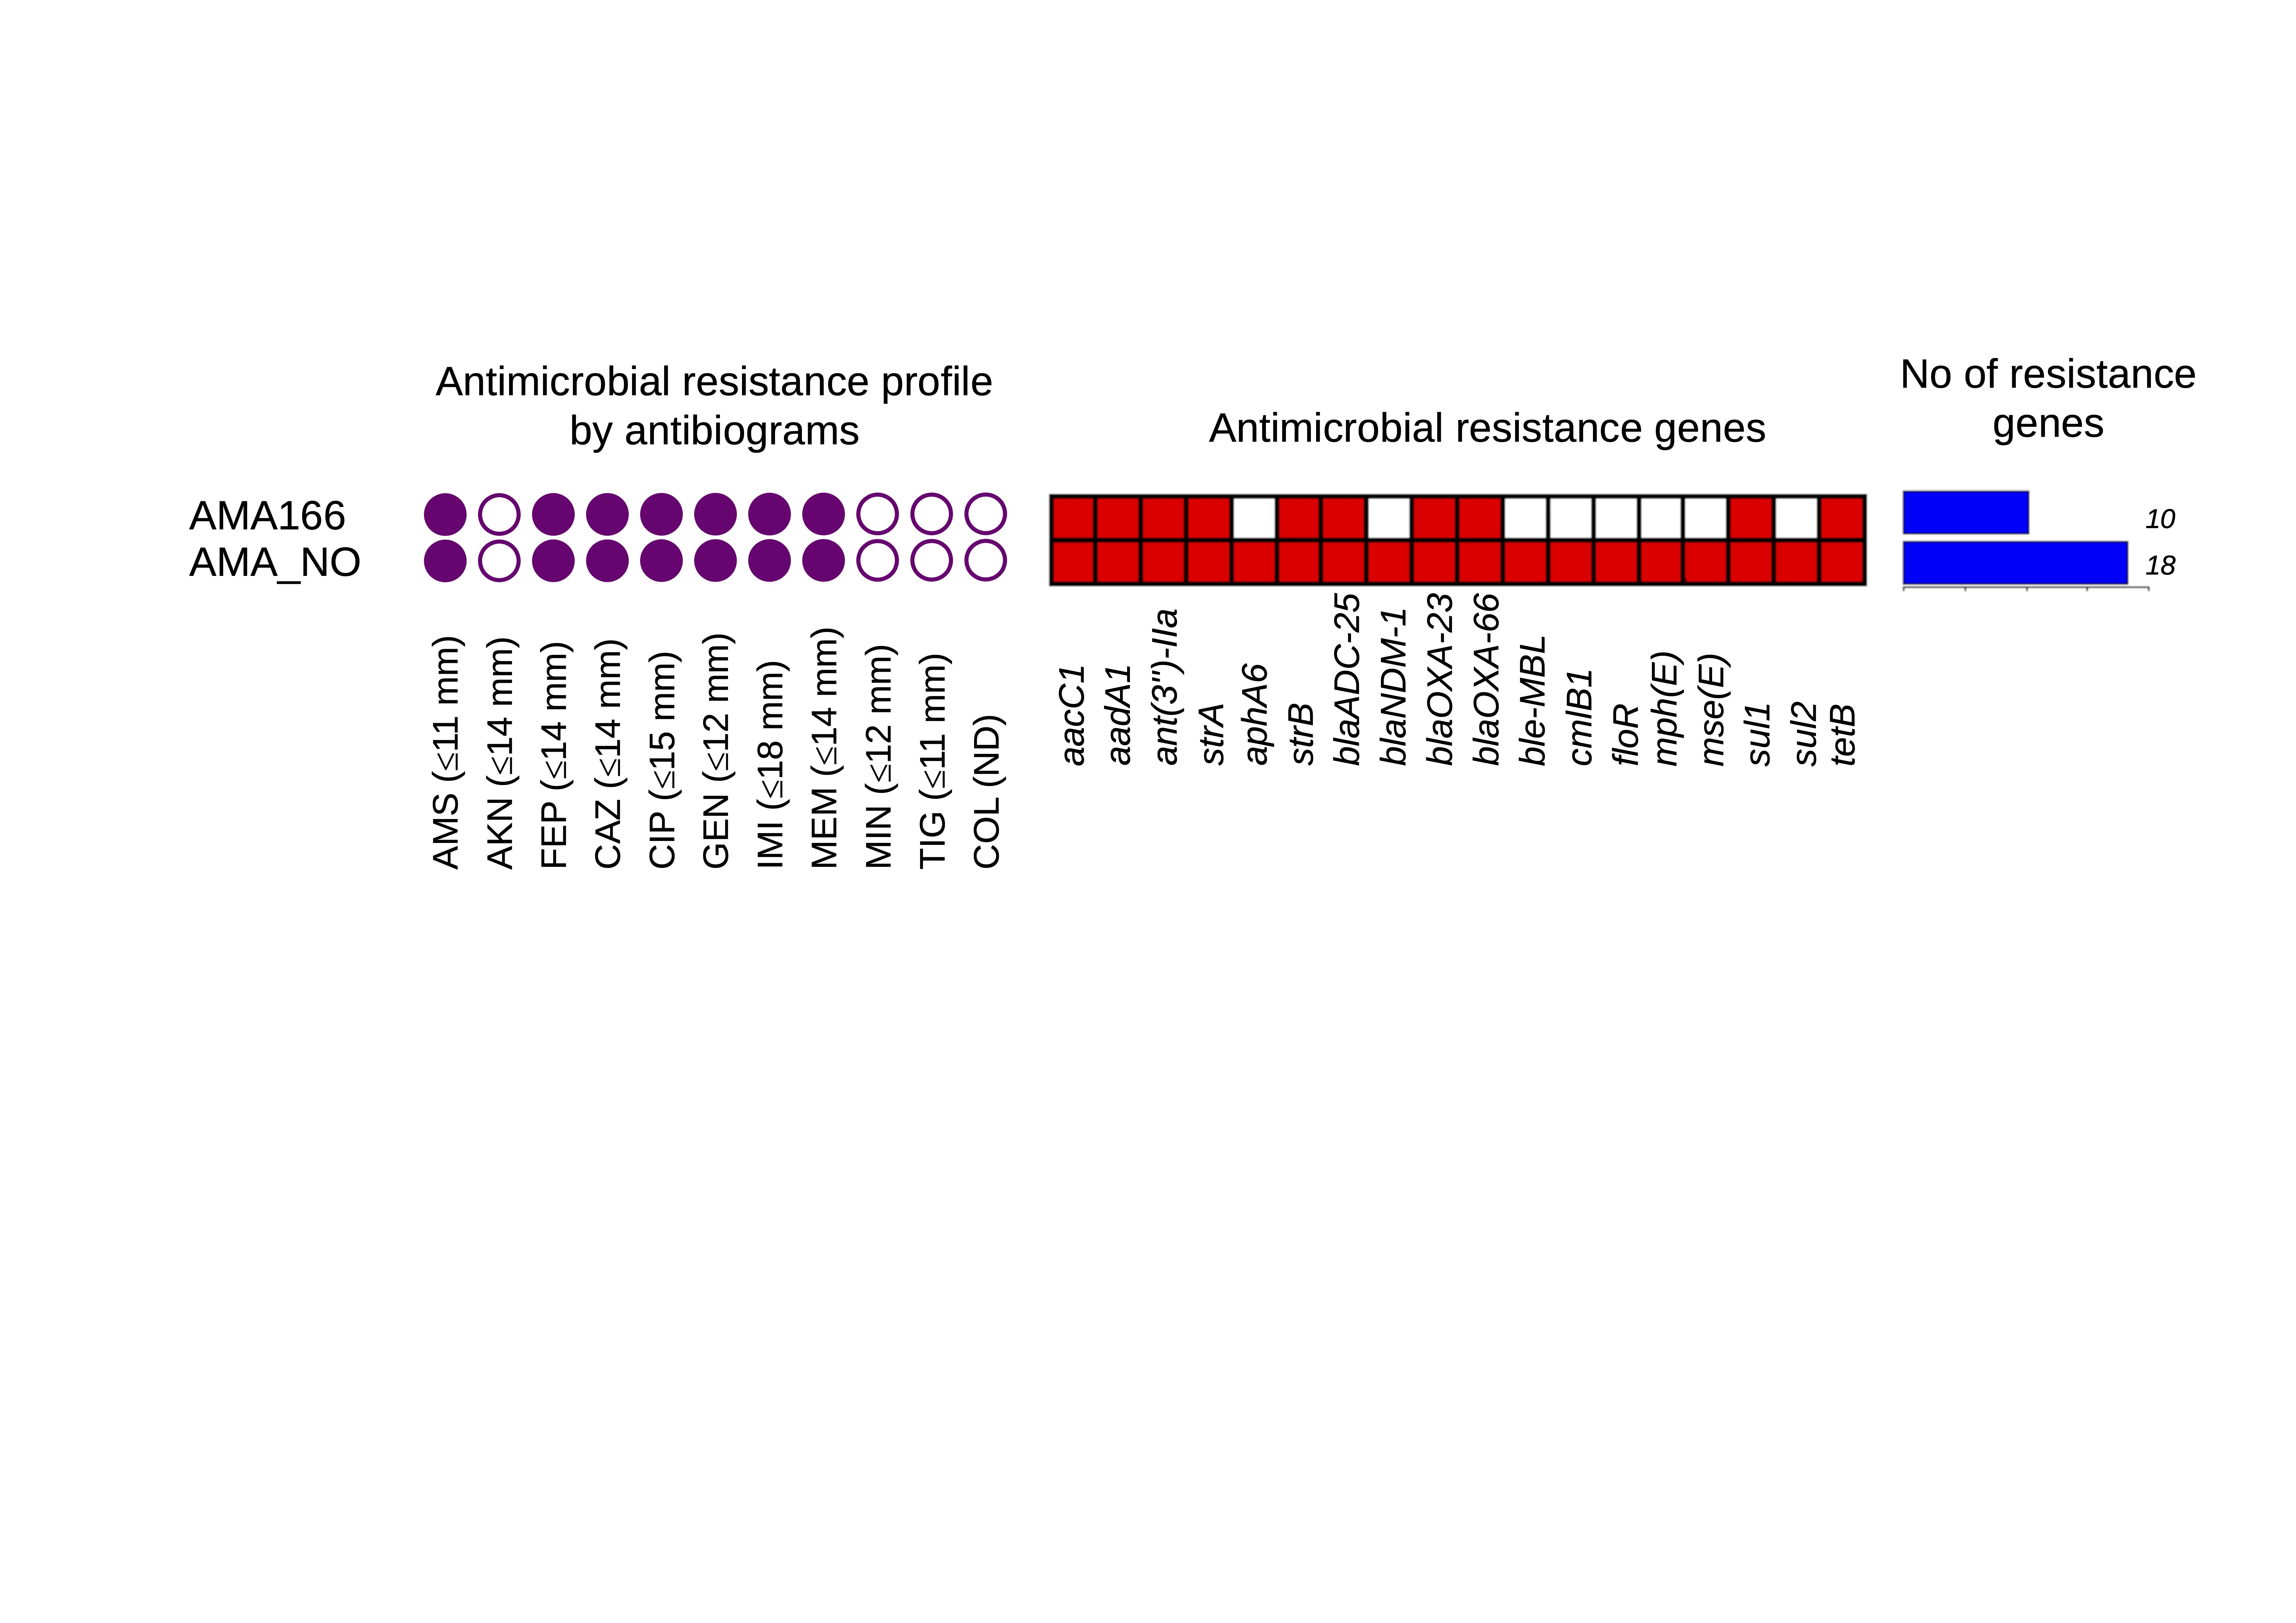 Antimicrobial resistance profile
by antibiograms
Antimicrobial resistance genes
No of resistance
genes
AMA166
AMA_NO
10
18
AMS (≤11 mm)
AKN (≤14 mm)
FEP (≤14 mm)
CAZ (≤14 mm)
CIP (≤15 mm)
GEN (≤12 mm)
IMI (≤18 mm)
MEM (≤14 mm)
MIN (≤12 mm)
TIG (≤11 mm)
COL (ND)
aacC1
aadA1
ant(3")-IIa
strA
aphA6
strB
blaADC-25
blaNDM-1
blaOXA-23
blaOXA-66
ble-MBL
cmlB1
floR
mph(E)
mse(E)
sul1
sul2
tetB